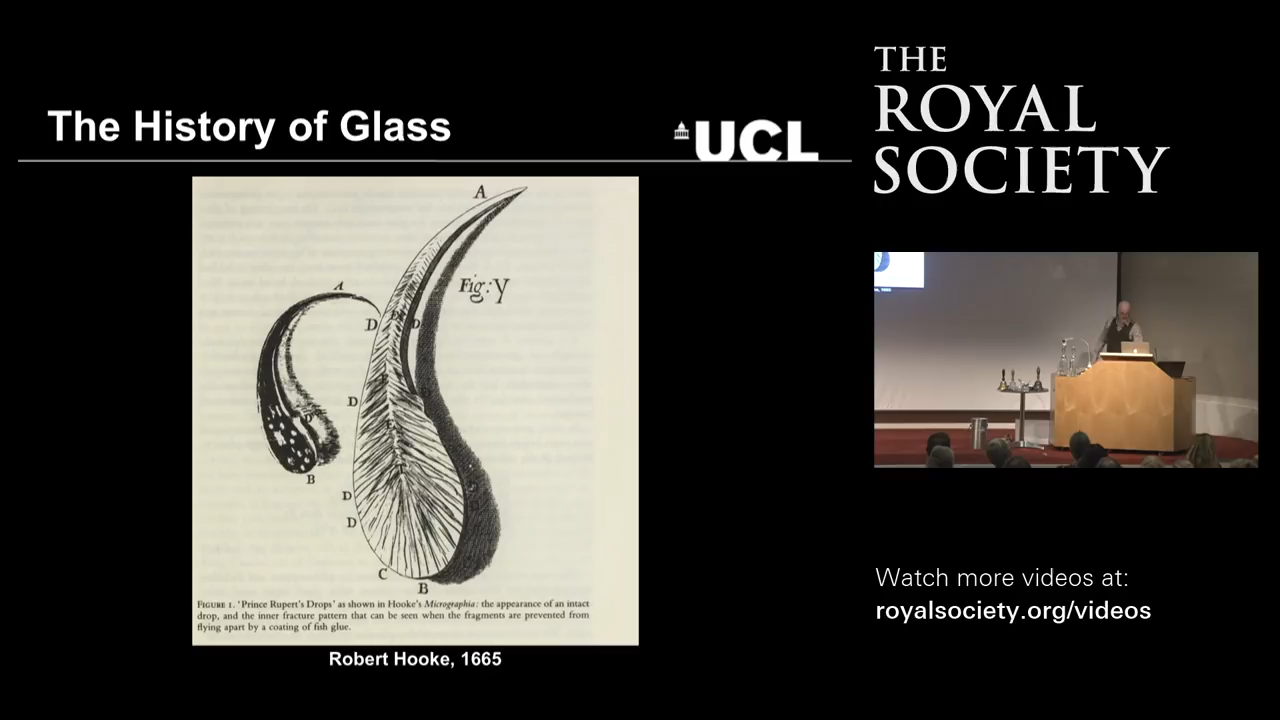 The History of Glass
UCL
A
Fig: Y
A
D
D
D
D
D
B
D
D
C
B
FIGURE 1. 'Prince Rupert's Drops' as shown in Hooke's Micrographia: the appearance of an intact
drop, and the inner fracture pattern that can be seen when the fragments are prevented from
flying apart by a coating of fish glue.
Robert Hooke, 1665
THE
ROYAL
SOCIETY
Watch more videos at:
royalsociety.org/videos